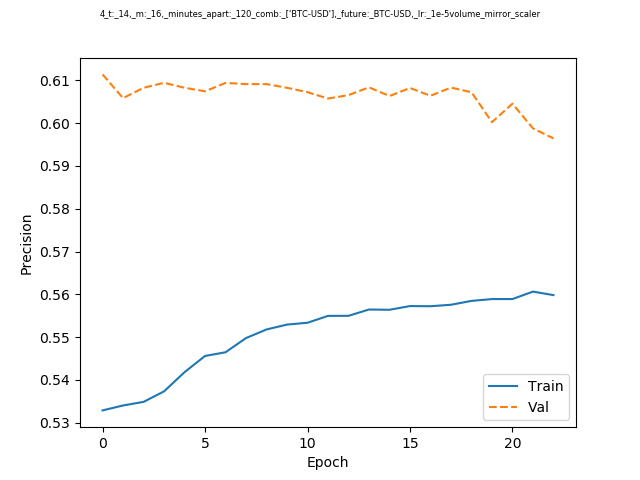 4_t:_14,_m:_16,_minutes_apart:_120_comb:_['BTC-USD'],_future:_BTC-USD,_lr:_1e-5volume_mirror_scaler
0.61
0.60
0.59
0.58
0.57
0.56
0.55
0.54
0.53
Precision
Train
Val
0 5 10 15 20
Epoch